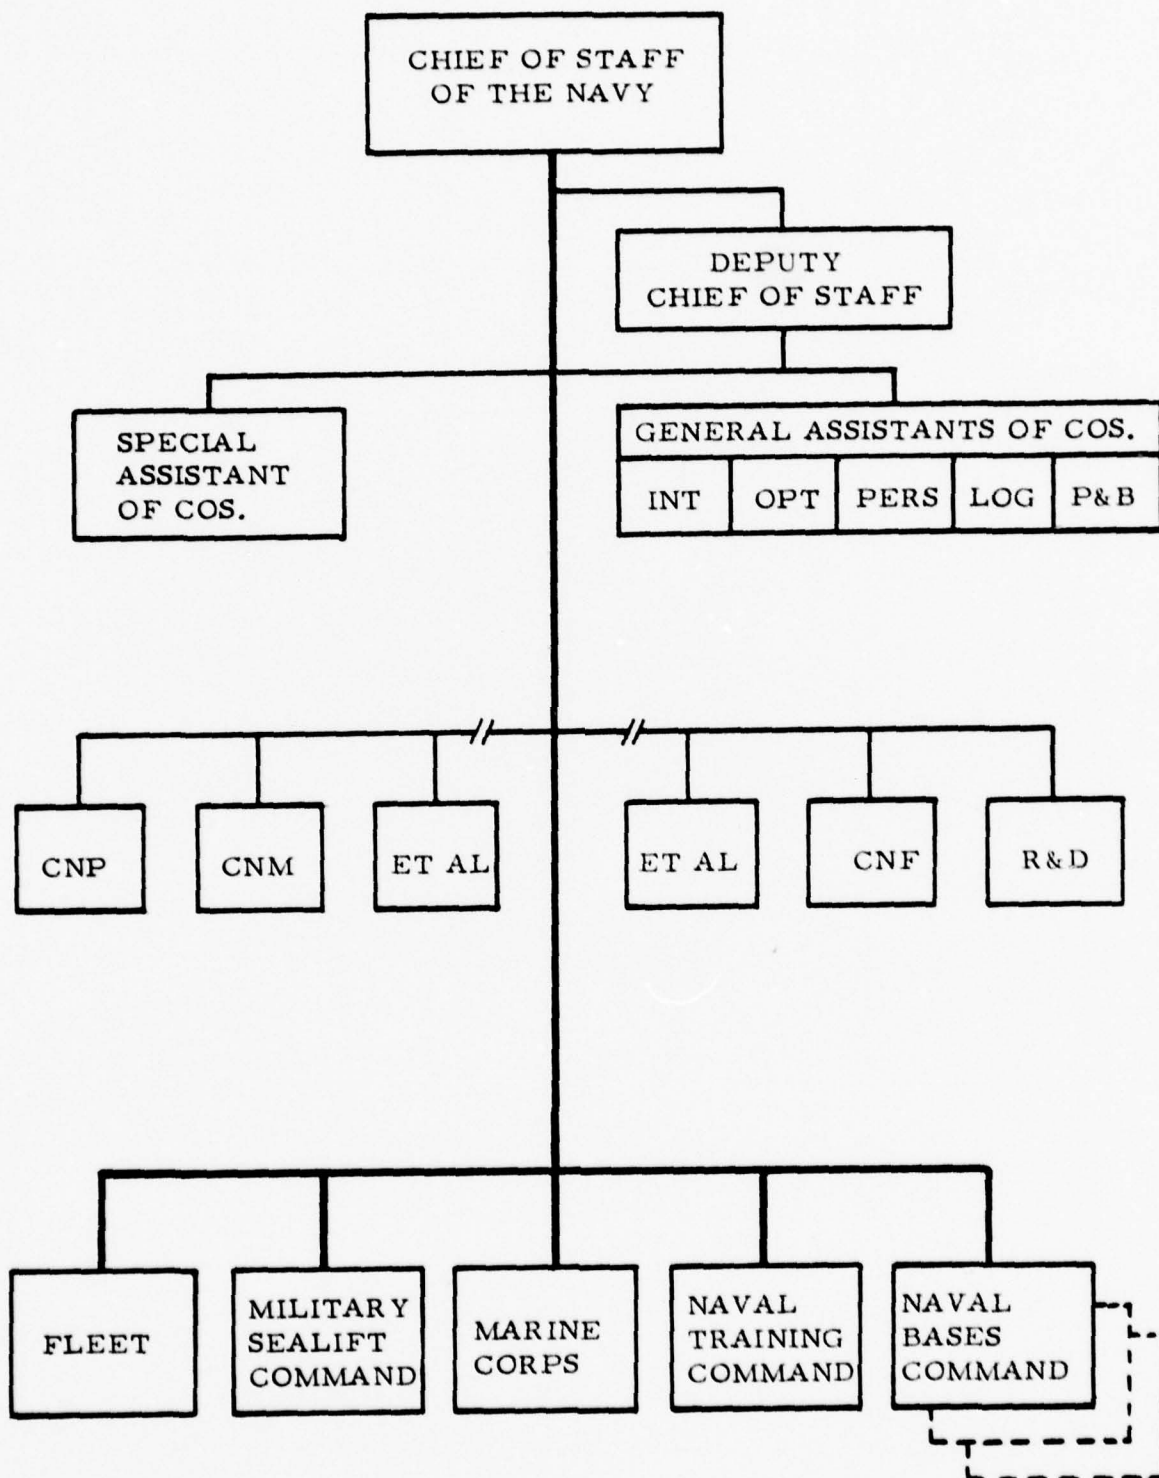 CHIEF OF STAFF
OF THE NAVY
DEPUTY
CHIEF OF STAFF
SPECIAL
ASSISTANT
OF COS.
GENERAL ASSISTANTS OF COS.
INT OPT PERS LOG P&B
CNP CNM ET AL ET AL CNF R&D
FLEET
MILITARY
SEALIFT
COMMAND
MARINE
CORPS
NAVAL
TRAINING
COMMAND
NAVAL
BASES
COMMAND